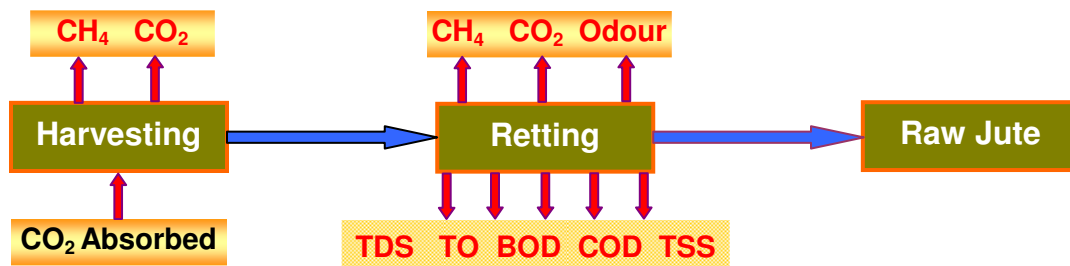 CH₄ CO₂
CH₄ CO₂ Odour
Harvesting
Retting
Raw Jute
CO₂ Absorbed
TDS TO BOD COD TSS